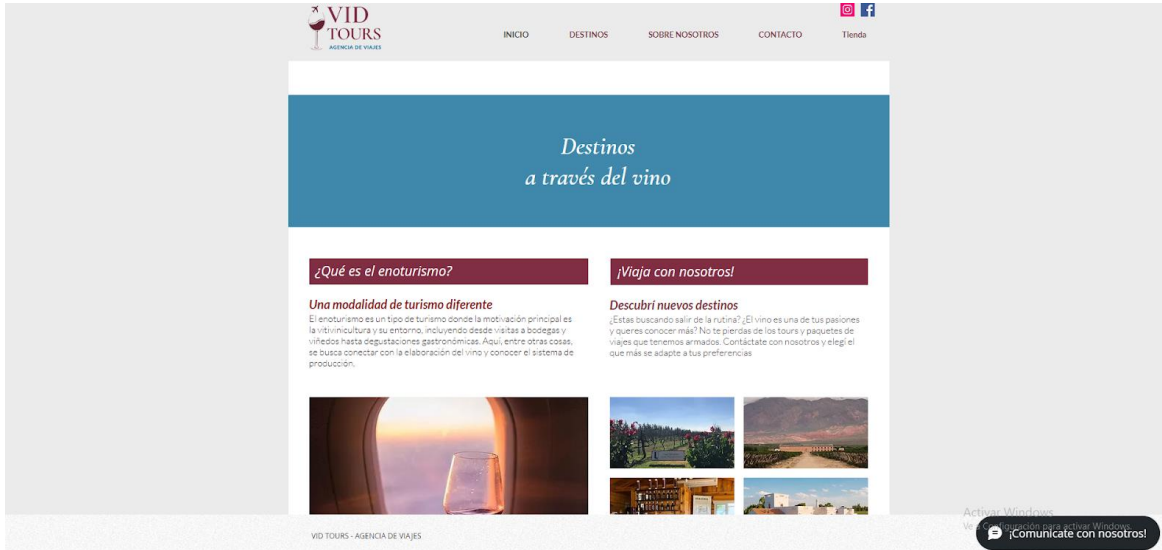 VID
TOURS
AGENCIA DE VIAJES
INICIO DESTINOS SOBRE NOSOTROS CONTACTO Tienda
Destinos
a través del vino
¿Qué es el enoturismo?
Una modalidad de turismo diferente
El enoturismo es un tipo de turismo donde la motivación principal es
la vitivinicultura y su entorno, incluyendo desde visitas a bodegas y
viñedos hasta degustaciones gastronómicas. Aquí, entre otras cosas,
se busca conectar con la elaboración del vino y conocer el sistema de
producción.
¡Viaja con nosotros!
Descubrí nuevos destinos
¿Estas buscando salir de la rutina? ¿El vino es una de tus pasiones
y queres conocer más? No te pierdas de los tours y paquetes de
viajes que tenemos armados. Contáctate con nosotros y elegí el
que más se adapte a tus preferencias
VID TOURS - AGENCIA DE VIAJES
Activar Windows
Ve a Configuración para activar Windows.
¡Comunicate con nosotros!